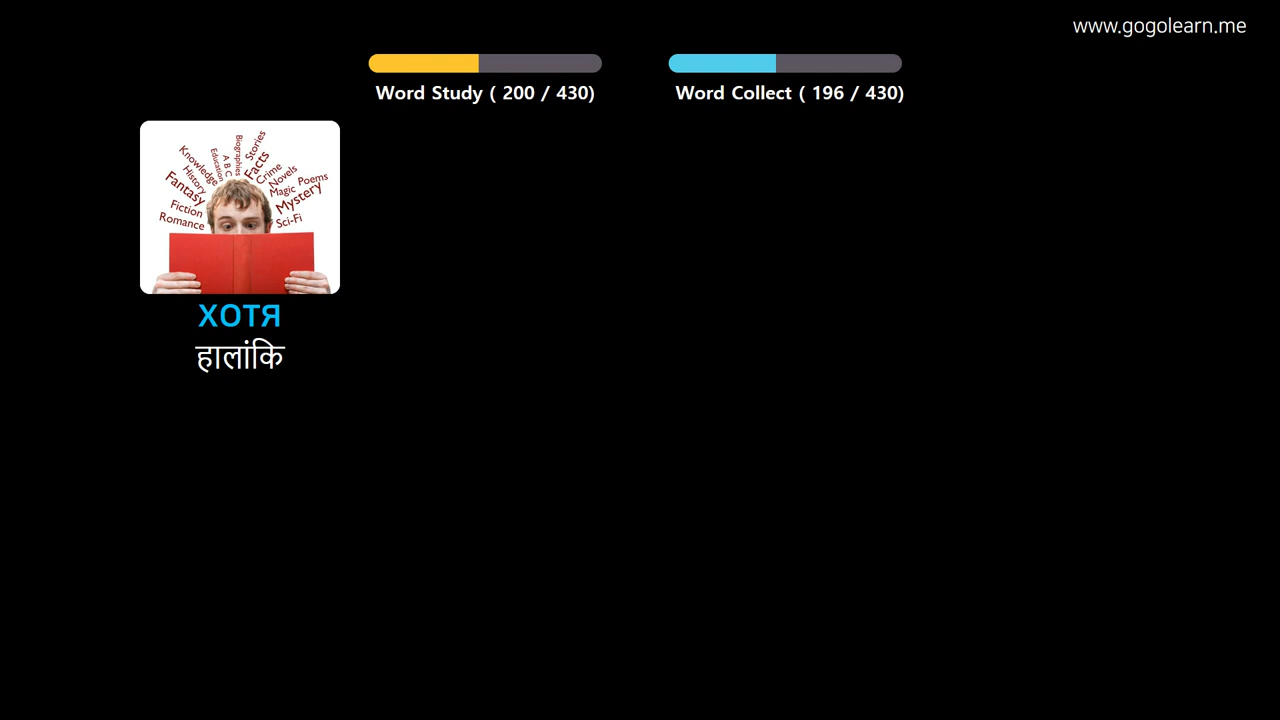 www.gogolearn.me
Word Study ( 200 / 430)
Word Collect ( 196 / 430)
Stories
Biographies
Facts
A B C
Education
Knowledge
Crime
Novels
History
Magic
Poems
Fantasy
Mystery
Fiction
Sci-Fi
Romance
хотя
हालांकि